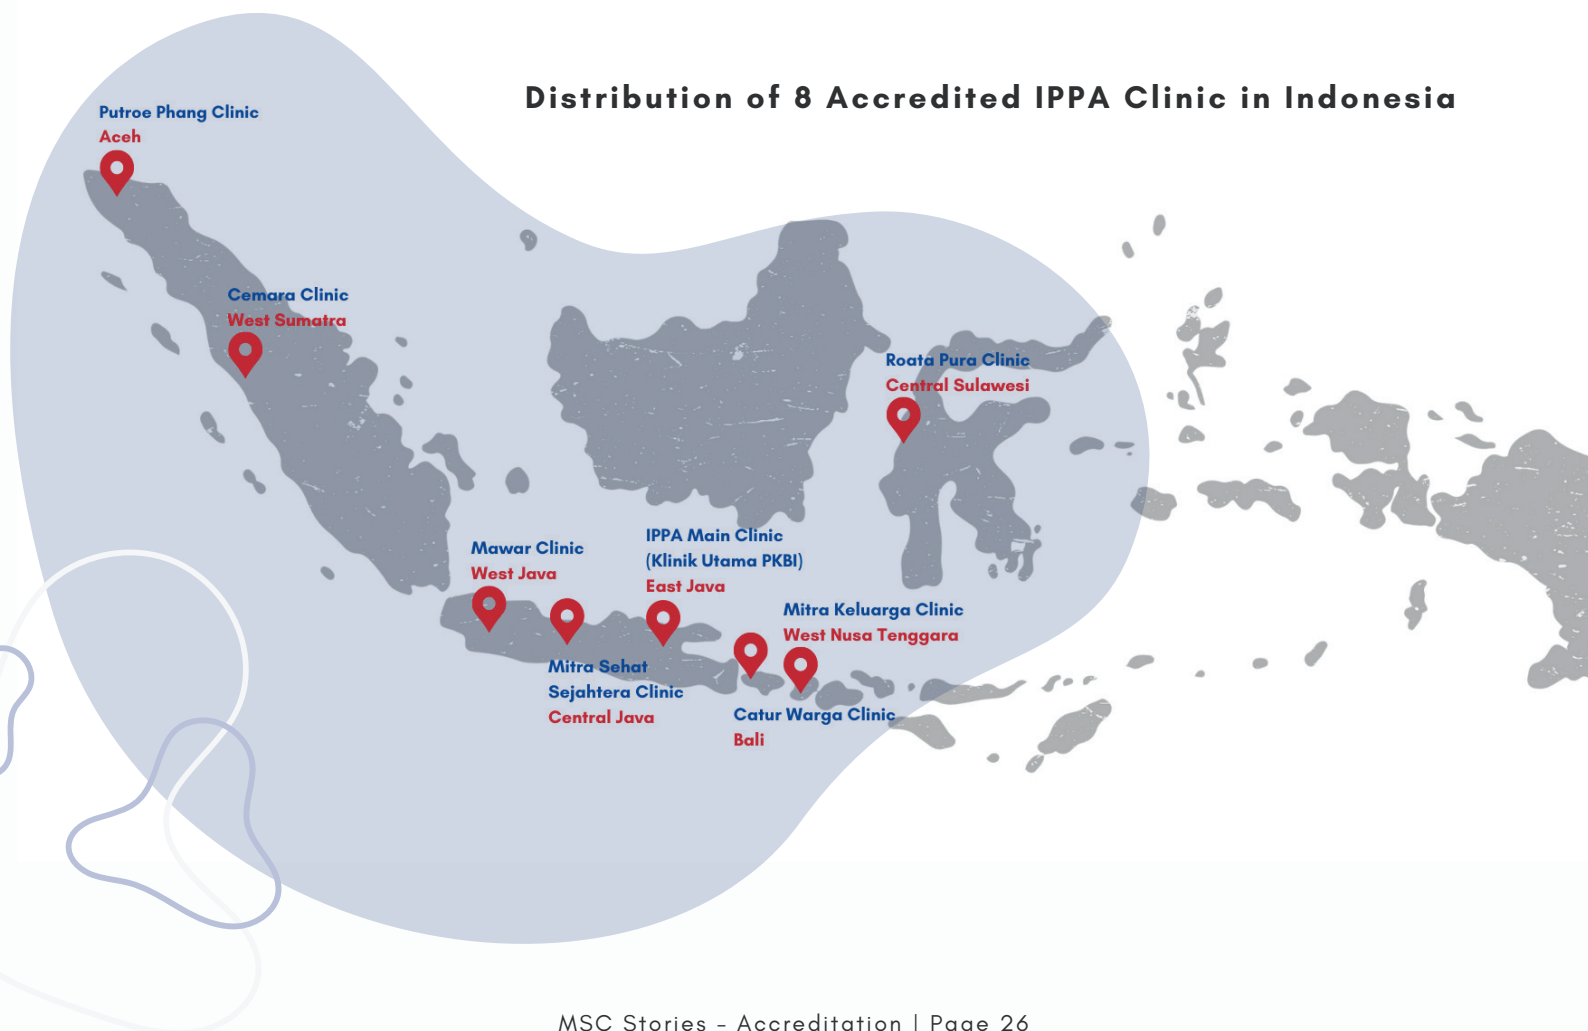 Distribution of 8 Accredited IPPA Clinic in Indonesia
Putroe Phang Clinic
Aceh
Cemara Clinic
West Sumatra
Roata Pura Clinic
Central Sulawesi
Mawar Clinic
West Java
IPPA Main Clinic
(Klinik Utama PKBI)
East Java
Mitra Keluarga Clinic
West Nusa Tenggara
Mitra Sehat
Sejahtera Clinic
Central Java
Catur Warga Clinic
Bali
MSC Stories - Accreditation | Page 26